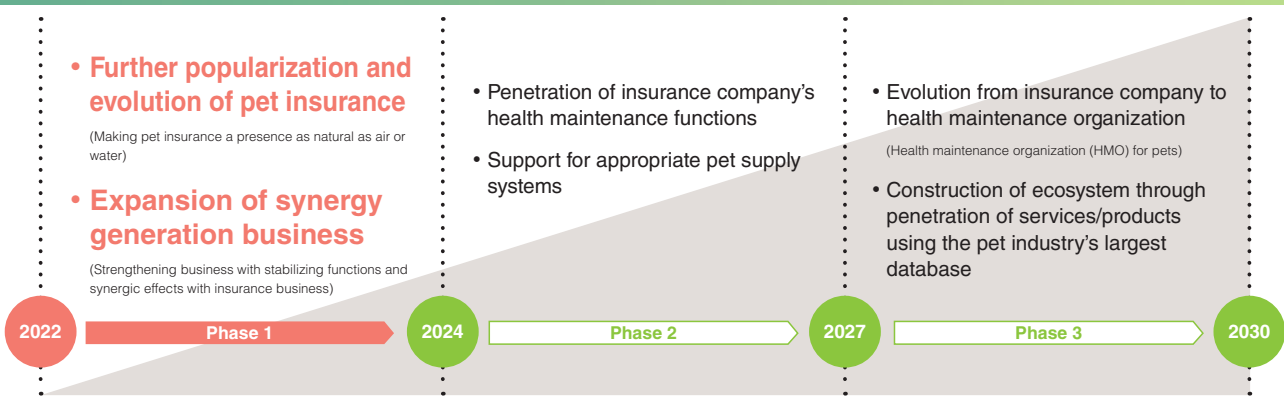 • Further popularization and
evolution of pet insurance
(Making pet insurance a presence as natural as air or
water)
• Expansion of synergy
generation business
(Strengthening business with stabilizing functions and
synergic effects with insurance business)
• Penetration of insurance company's
health maintenance functions
• Support for appropriate pet supply
systems
• Evolution from insurance company to
health maintenance organization
(Health maintenance organization (HMO) for pets)
• Construction of ecosystem through
penetration of services/products
using the pet industry's largest
database
2022
Phase 1
2024
Phase 2
2027
Phase 3
2030